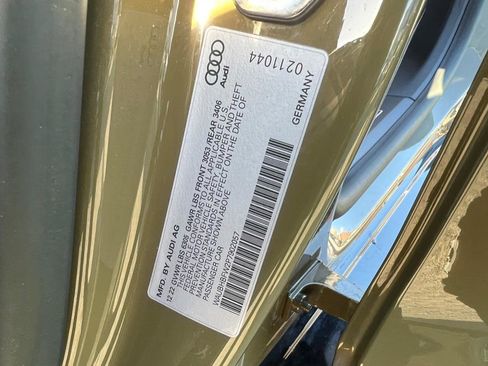 Audi
0211044
MFD. BY AUDI AG
GERMANY
12.22 GVWR LBS GAWR LBS FRONT 3053 /REAR 3406
THIS VEHICLE CONFORMS TO ALL APPLICABLE U.S.
FEDERAL MOTOR VEHICLE SAFETY, BUMPER AND THEFT
PREVENTION STANDARDS IN EFFECT ON THE DATE OF
MANUFACTURE SHOWN ABOVE
PASSENGER CAR